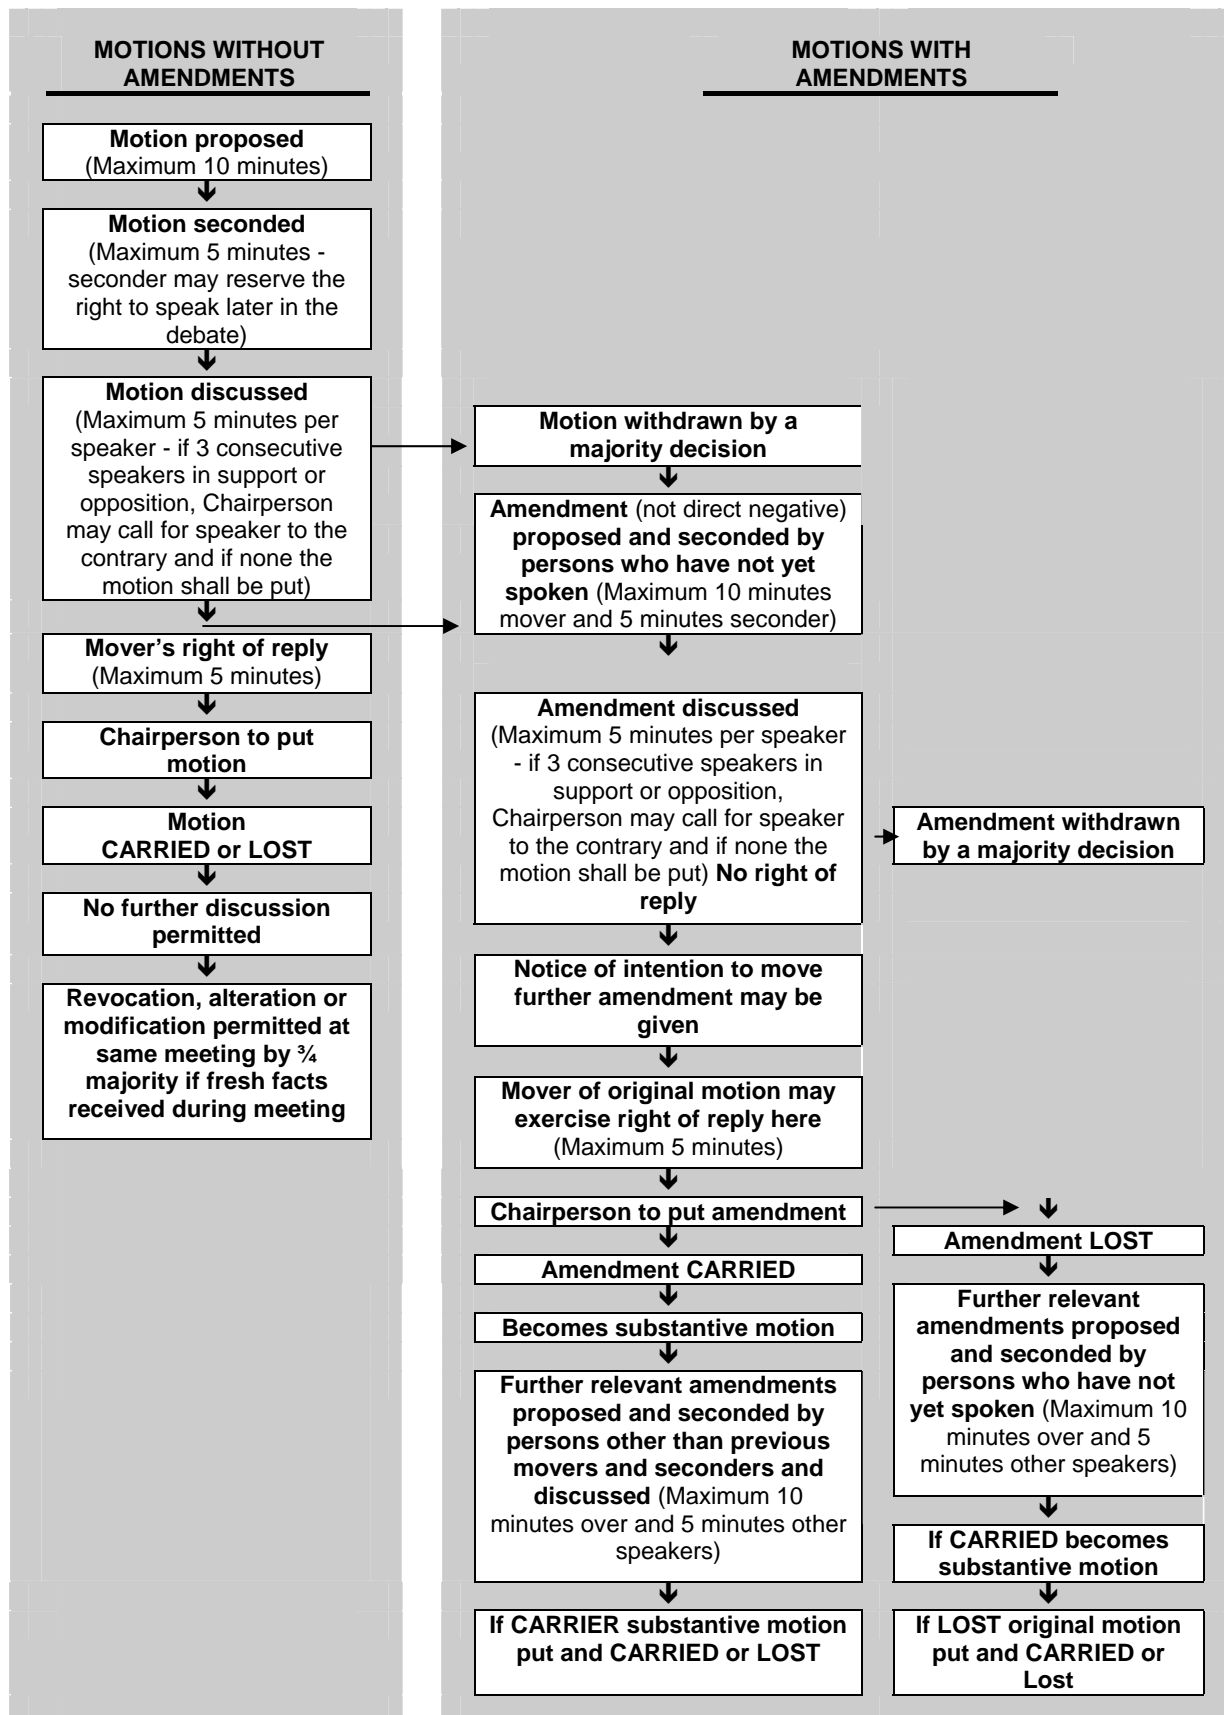 MOTIONS WITHOUT
AMENDMENTS
Motion proposed
(Maximum 10 minutes)
Motion seconded
(Maximum 5 minutes -
seconder may reserve the
right to speak later in the
debate)
Motion discussed
(Maximum 5 minutes per
speaker - if 3 consecutive
speakers in support or
opposition, Chairperson
may call for speaker to the
contrary and if none the
motion shall be put)
Mover's right of reply
(Maximum 5 minutes)
Chairperson to put
motion
Motion
CARRIED or LOST
No further discussion
permitted
Revocation, alteration or
modification permitted at
same meeting by ¾
majority if fresh facts
received during meeting
MOTIONS WITH
AMENDMENTS
Motion withdrawn by a
majority decision
Amendment (not direct negative)
proposed and seconded by
persons who have not yet
spoken (Maximum 10 minutes
mover and 5 minutes seconder)
Amendment discussed
(Maximum 5 minutes per speaker
- if 3 consecutive speakers in
support or opposition,
Chairperson may call for speaker
to the contrary and if none the
motion shall be put) No right of
reply
Amendment withdrawn
by a majority decision
Notice of intention to move
further amendment may be
given
Mover of original motion may
exercise right of reply here
(Maximum 5 minutes)
Chairperson to put amendment
Amendment CARRIED
Becomes substantive motion
Further relevant amendments
proposed and seconded by
persons other than previous
movers and seconders and
discussed (Maximum 10
minutes over and 5 minutes other
speakers)
If CARRIER substantive motion
put and CARRIED or LOST
Amendment LOST
Further relevant
amendments proposed
and seconded by
persons who have not
yet spoken (Maximum 10
minutes over and 5
minutes other speakers)
If CARRIED becomes
substantive motion
If LOST original motion
put and CARRIED or
Lost